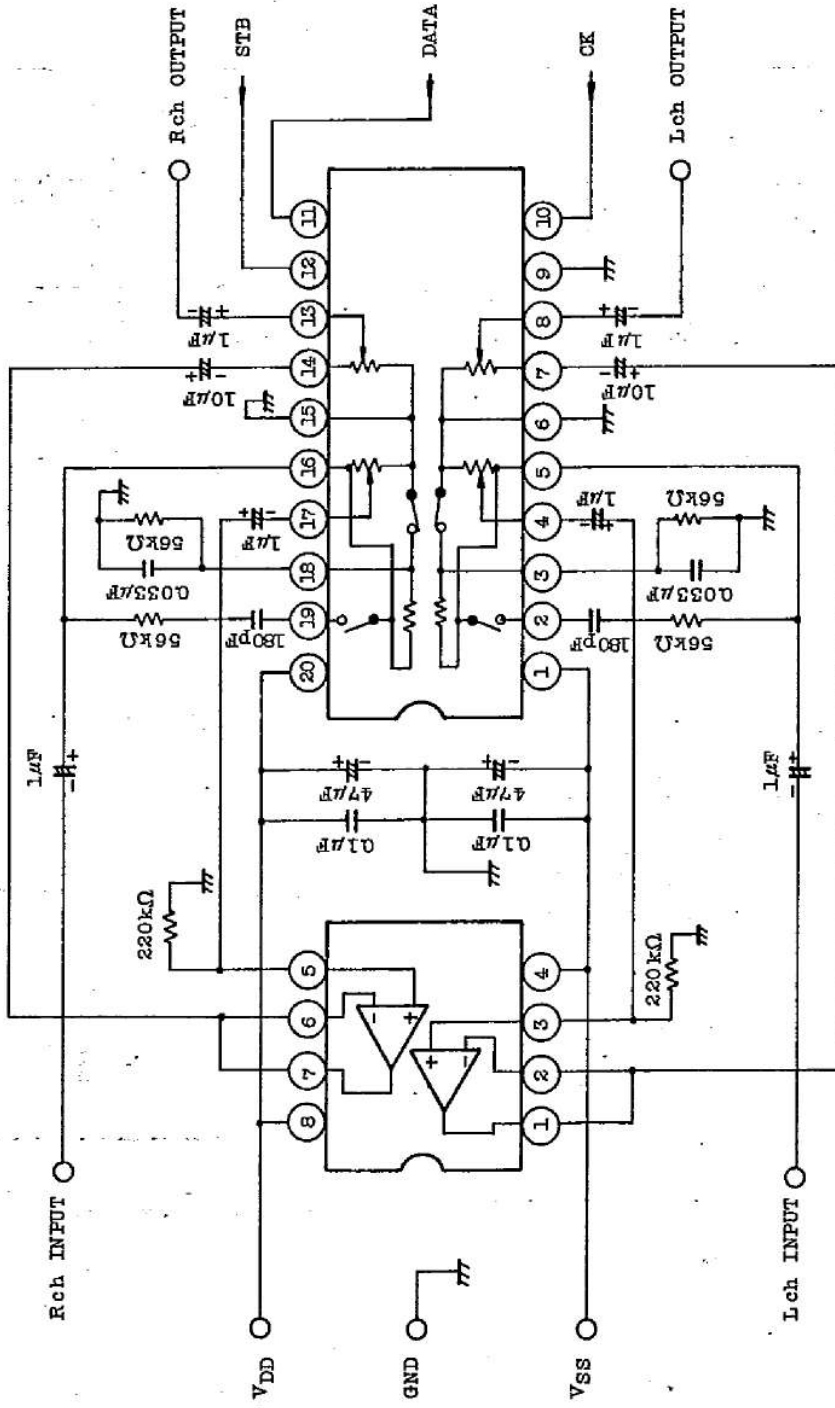 Rch OUTPUT
STB
DATA
CK
Lch OUTPUT
11
12
13
14
15
16
17
18
19
20
10
9
8
7
6
5
4
3
2
1
1μF
+
-
10μF
+
-
56kΩ
0.033μF
1μF
+
-
56kΩ
180pF
1μF
+
-
10μF
+
-
1μF
+
-
56kΩ
0.033μF
180pF
56kΩ
1μF
+
-
47μF
+
-
0.1μF
47μF
+
-
0.1μF
1μF
+
-
220kΩ
220kΩ
5
6
7
8
4
3
2
1
-
+
+
-
Rch INPUT
VDD
GND
VSS
Lch INPUT